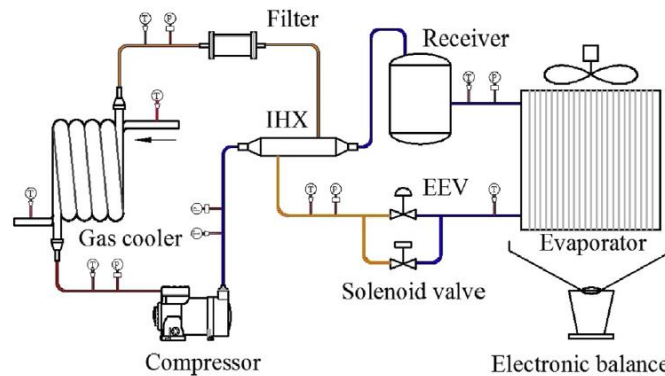 Filter
Receiver
T
P
T
P
T
IHX
T
T
P
EEV
T
Gas cooler
Evaporator
T
P
Solenoid valve
Compressor
Electronic balance